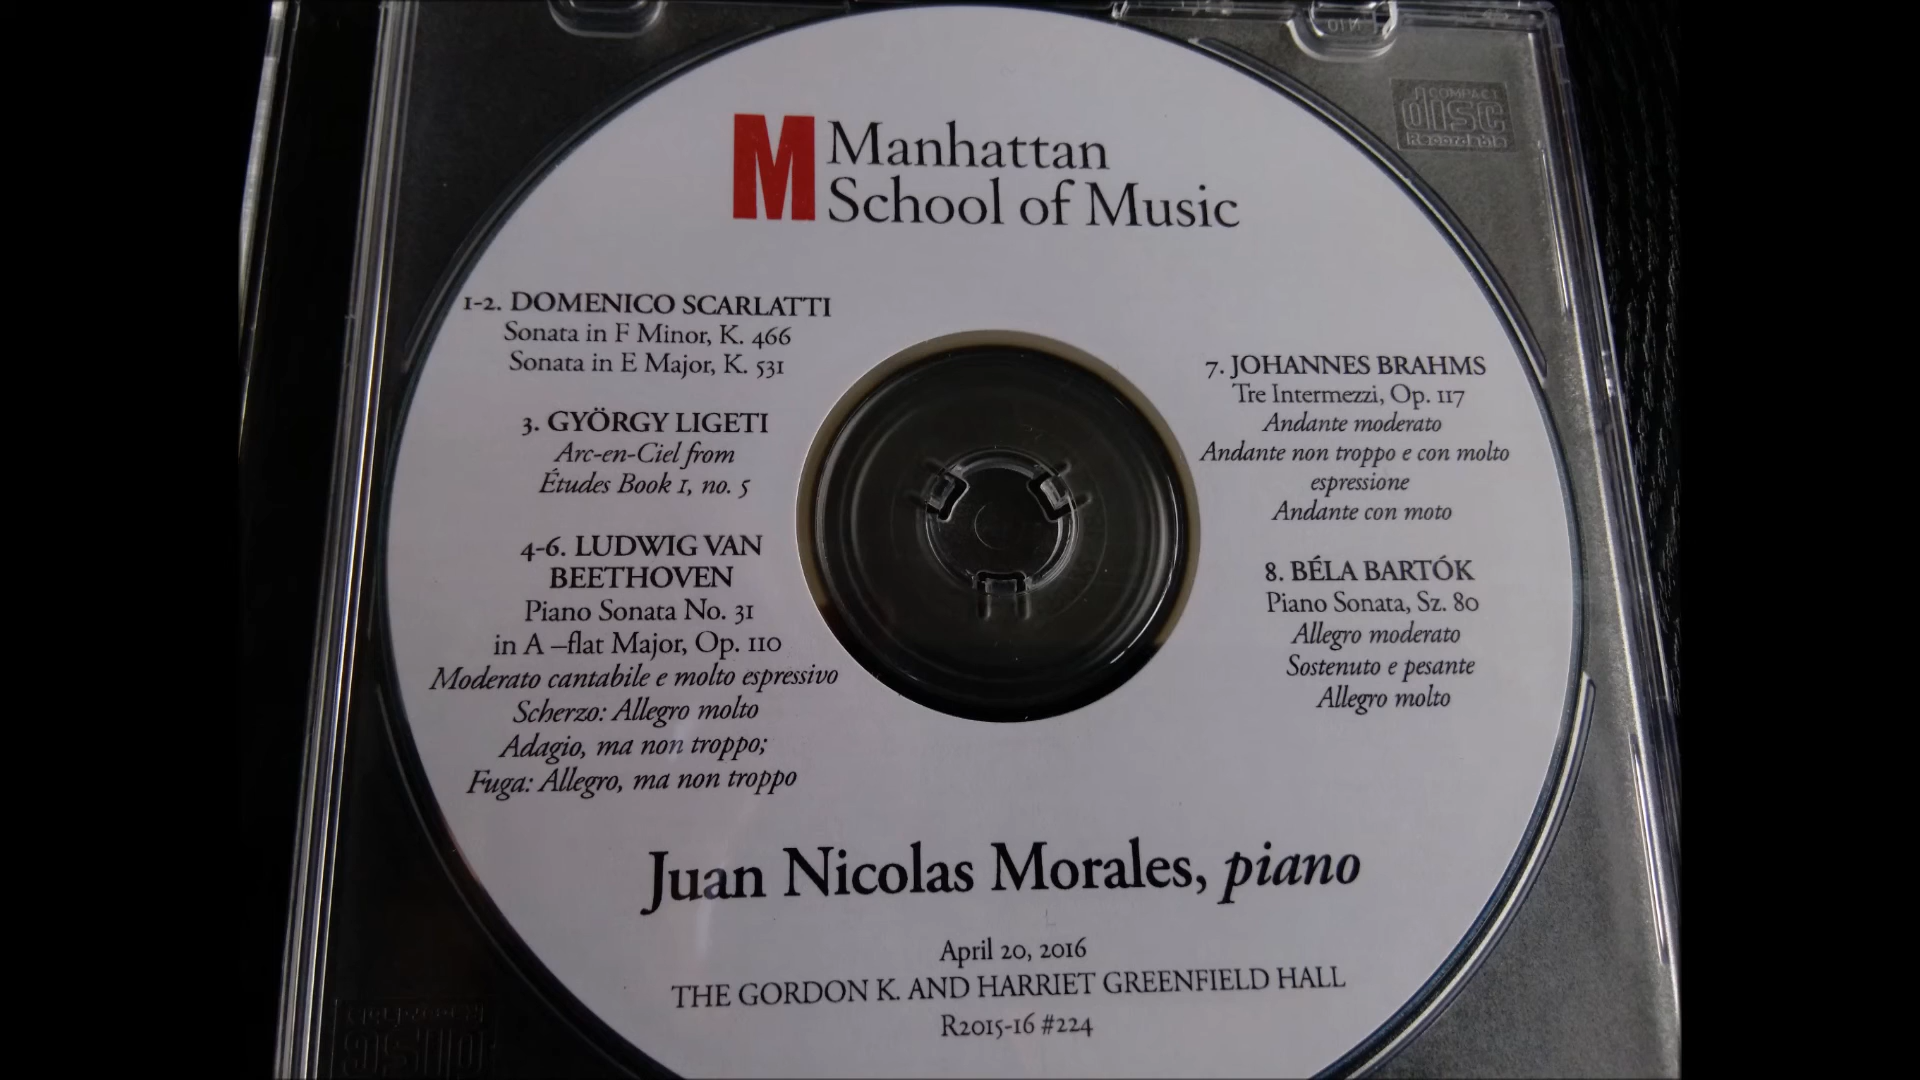 M Manhattan
School of Music
1-2. DOMENICO SCARLATTI
Sonata in F Minor, K. 466
Sonata in E Major, K. 531
3. GYÖRGY LIGETI
Arc-en-Ciel from
Études Book 1, no. 5
4-6. LUDWIG VAN
BEETHOVEN
Piano Sonata No. 31
in A –flat Major, Op. 110
Moderato cantabile e molto espressivo
Scherzo: Allegro molto
Adagio, ma non troppo;
Fuga: Allegro, ma non troppo
7. JOHANNES BRAHMS
Tre Intermezzi, Op. 117
Andante moderato
Andante non troppo e con molto
espressione
Andante con moto
8. BÉLA BARTÓK
Piano Sonata, Sz. 80
Allegro moderato
Sostenuto e pesante
Allegro molto
Juan Nicolas Morales, piano
April 20, 2016
THE GORDON K. AND HARRIET GREENFIELD HALL
R2015-16 #224
COMPACT
disc
Recordable